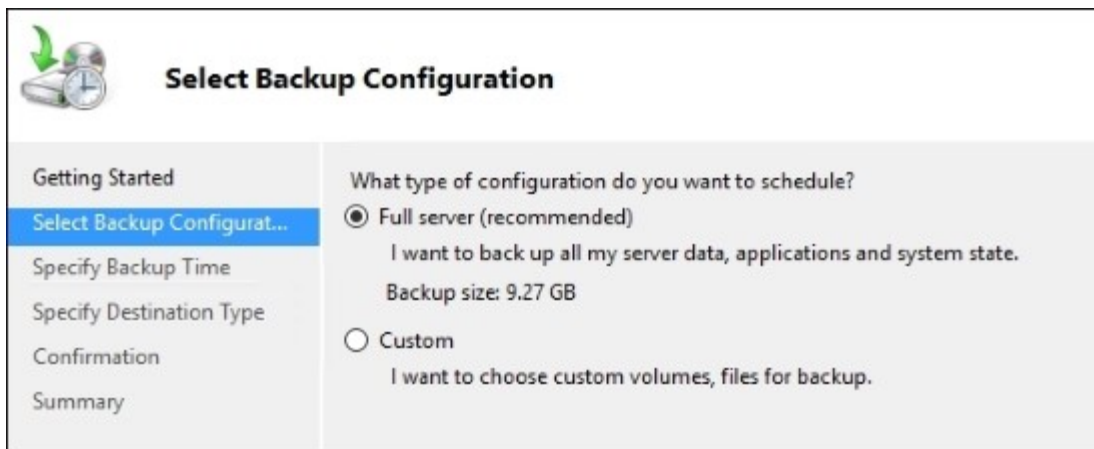 Select Backup Configuration
Getting Started
Select Backup Configurat...
Specify Backup Time
Specify Destination Type
Confirmation
Summary
What type of configuration do you want to schedule?
Full server (recommended)
I want to back up all my server data, applications and system state.
Backup size: 9.27 GB
Custom
I want to choose custom volumes, files for backup.